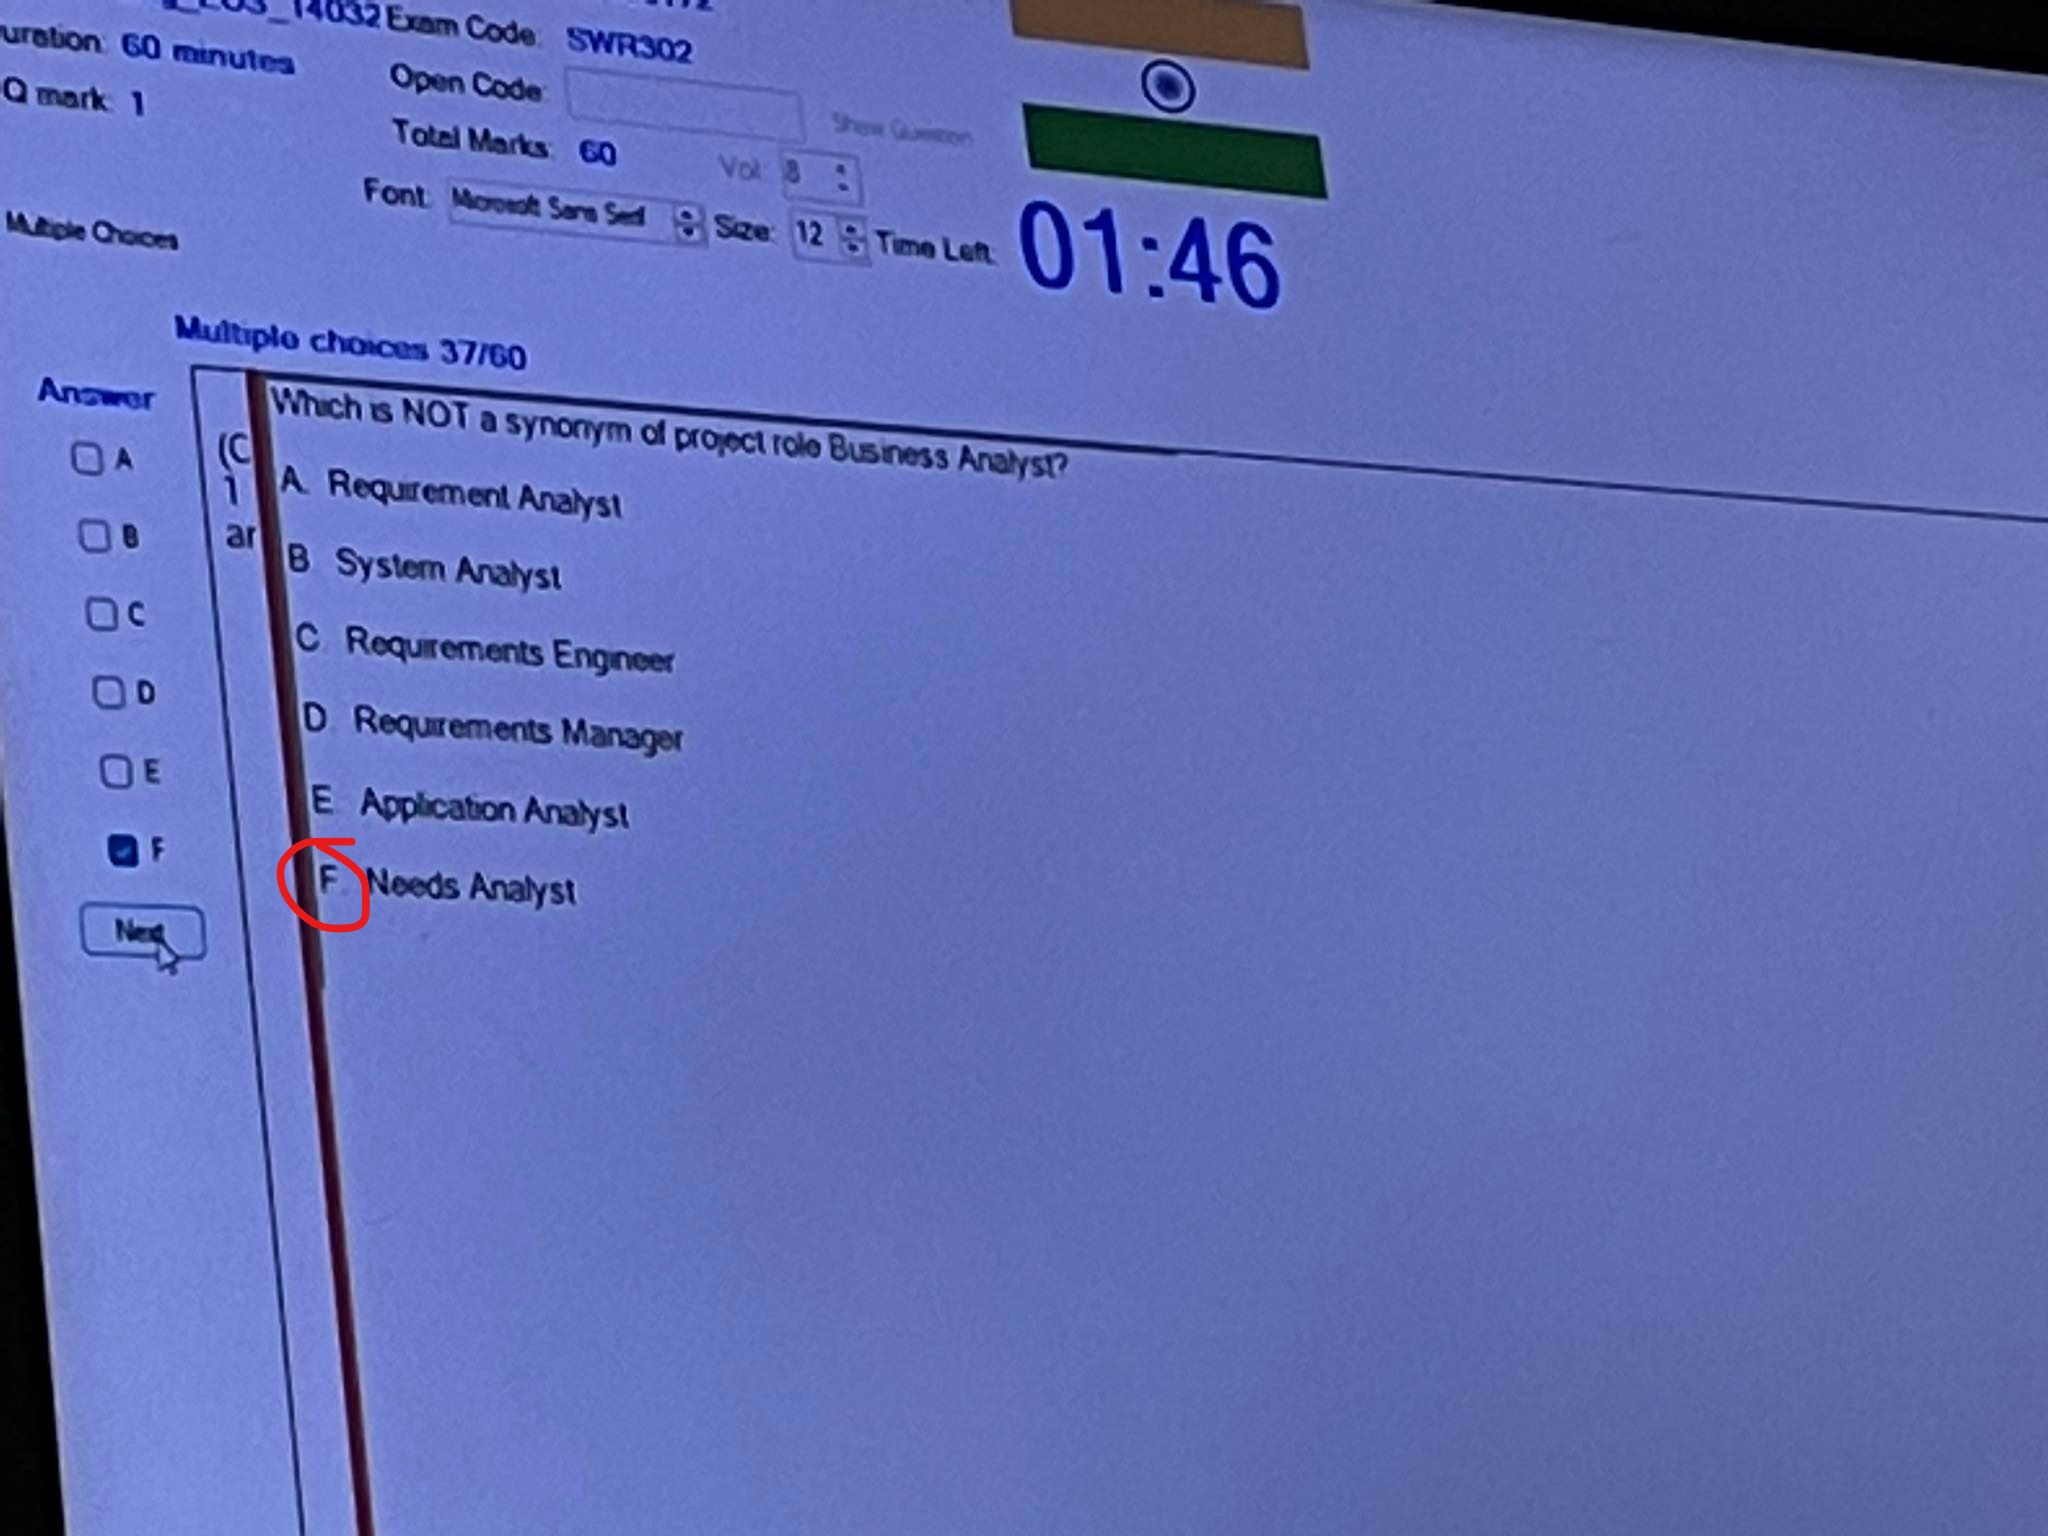 14032 Exam Code: SWR302
uration: 60 minutes
Open Code:
Show Question
Q mark: 1
Total Marks: 60
Vol: 8
Font: Microsoft Sans Serif Size: 12 Time Left: 01:46
Multiple Choices
Multiple choices 37/60
Answer
Which is NOT a synonym of project role Business Analyst?
(C
1
ar
A
A. Requirement Analyst
B
B. System Analyst
C
C. Requirements Engineer
D
D. Requirements Manager
E
E. Application Analyst
F
F. Needs Analyst
Next